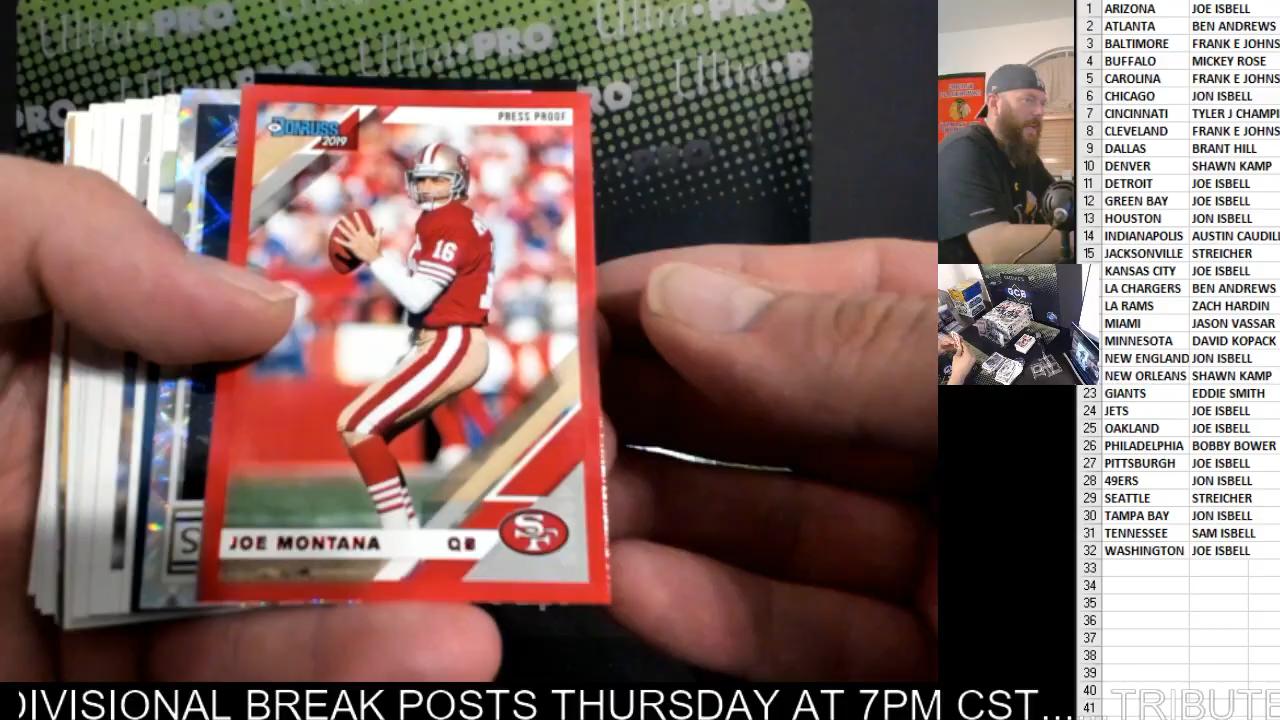 Ultra PRO
Ultra PRO
Ultra P
PRO
RO
PRESS PROOF
DONRUSS
2019
16
JOE MONTANA QB
SF
S
GCB
1 ARIZONA JOE ISBELL
2 ATLANTA BEN ANDREWS
3 BALTIMORE FRANK E JOHNS
4 BUFFALO MICKEY ROSE
5 CAROLINA FRANK E JOHNS
6 CHICAGO JON ISBELL
7 CINCINNATI TYLER J CHAMPI
8 CLEVELAND FRANK E JOHNS
9 DALLAS BRANT HILL
10 DENVER SHAWN KAMP
11 DETROIT JOE ISBELL
12 GREEN BAY JOE ISBELL
13 HOUSTON JON ISBELL
14 INDIANAPOLIS AUSTIN CAUDILI
15 JACKSONVILLE STREICHER
KANSAS CITY JOE ISBELL
LA CHARGERS BEN ANDREWS
LA RAMS ZACH HARDIN
MIAMI JASON VASSAR
MINNESOTA DAVID KOPACK
NEW ENGLAND JON ISBELL
NEW ORLEANS SHAWN KAMP
23 GIANTS EDDIE SMITH
24 JETS JOE ISBELL
25 OAKLAND JOE ISBELL
26 PHILADELPHIA BOBBY BOWER
27 PITTSBURGH JOE ISBELL
28 49ERS JON ISBELL
29 SEATTLE STREICHER
30 TAMPA BAY JON ISBELL
31 TENNESSEE SAM ISBELL
32 WASHINGTON JOE ISBELL
33
34
35
36
37
38
39
40
41
DIVISIONAL BREAK POSTS THURSDAY AT 7PM CST.... TRIBUTE